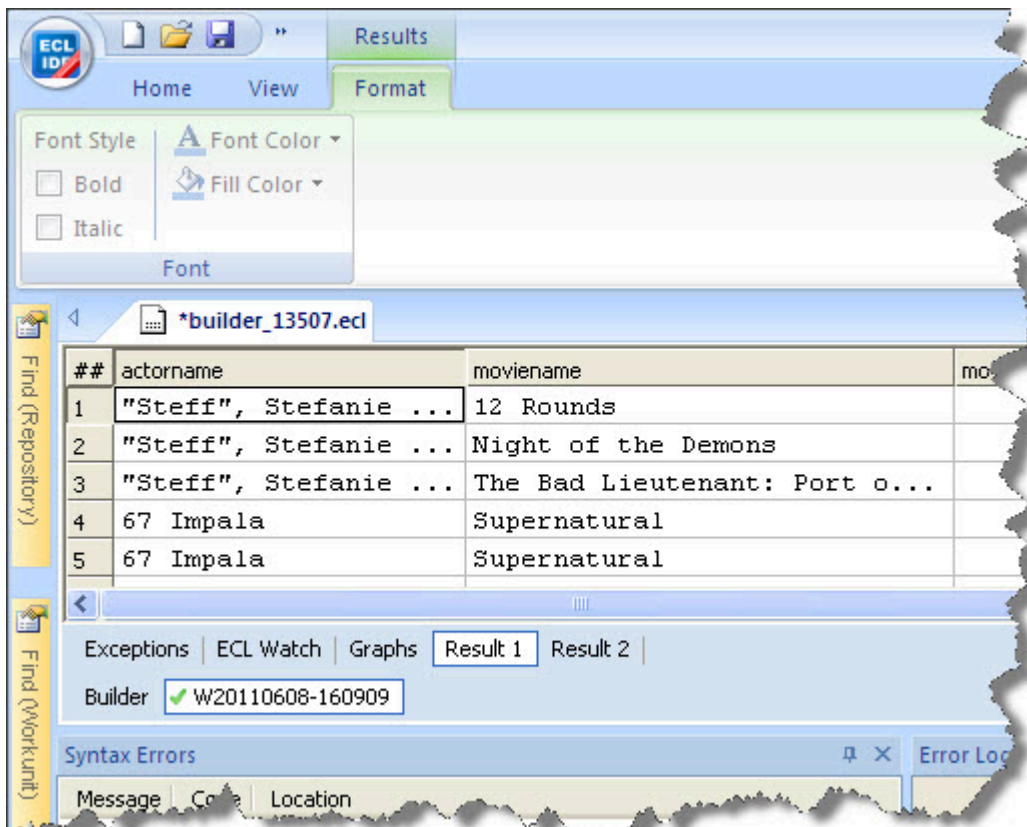 ECL
IDE
Results
Home View Format
Font Style
Font Color
Bold
Fill Color
Italic
Font
*builder_13507.ecl
Find (Repository)
## actorname moviename
1 "Steff", Stefanie ... 12 Rounds
2 "Steff", Stefanie ... Night of the Demons
3 "Steff", Stefanie ... The Bad Lieutenant: Port o...
4 67 Impala Supernatural
5 67 Impala Supernatural
Find (Workunit)
Exceptions ECL Watch Graphs Result 1 Result 2
Builder W20110608-160909
Syntax Errors
Error Log
Message Code Location